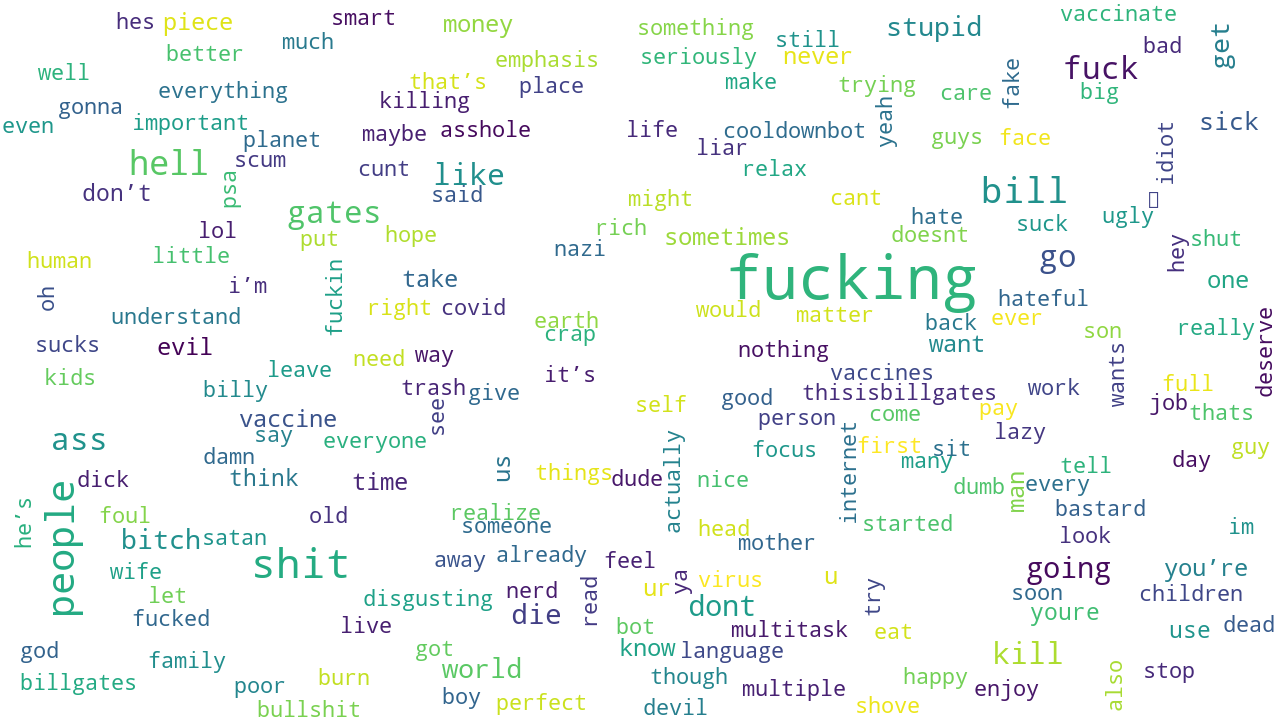 hes piece smart money something stupid vaccinate
better much emphasis seriously still never bad get
well everything that’s killing place make trying care fake fuck big
even gonna important planet maybe asshole life cooldownbot yeah guys face sick
hell scum cunt like liar relax idiot
don’t psa said might cant bill
lol gates put hope rich nazi sometimes hate doesnt suck ugly shut
human little i’m fuckin take fucking go hey one
oh understand right covid earth would matter hateful
sucks evil crap back want ever son really
kids leave need way it’s nothing vaccines wants deserve
billy trash give self good thisisbillgates work full
vaccine see person come pay job thats
ass say everyone focus first sit lazy guy
damn many tell day
dick think time us things dude actually nice internet dumb man every
he’s people foul old realize someone head started bastard im
bitch satan mother look
shit away already feel going you’re
wife disgusting nerd ur ya virus u try soon children
let fucked live die read dont youre
god bot multitask eat use dead
family got know language kill
billgates poor burn world though happy also stop
bullshit boy perfect devil multiple shove enjoy